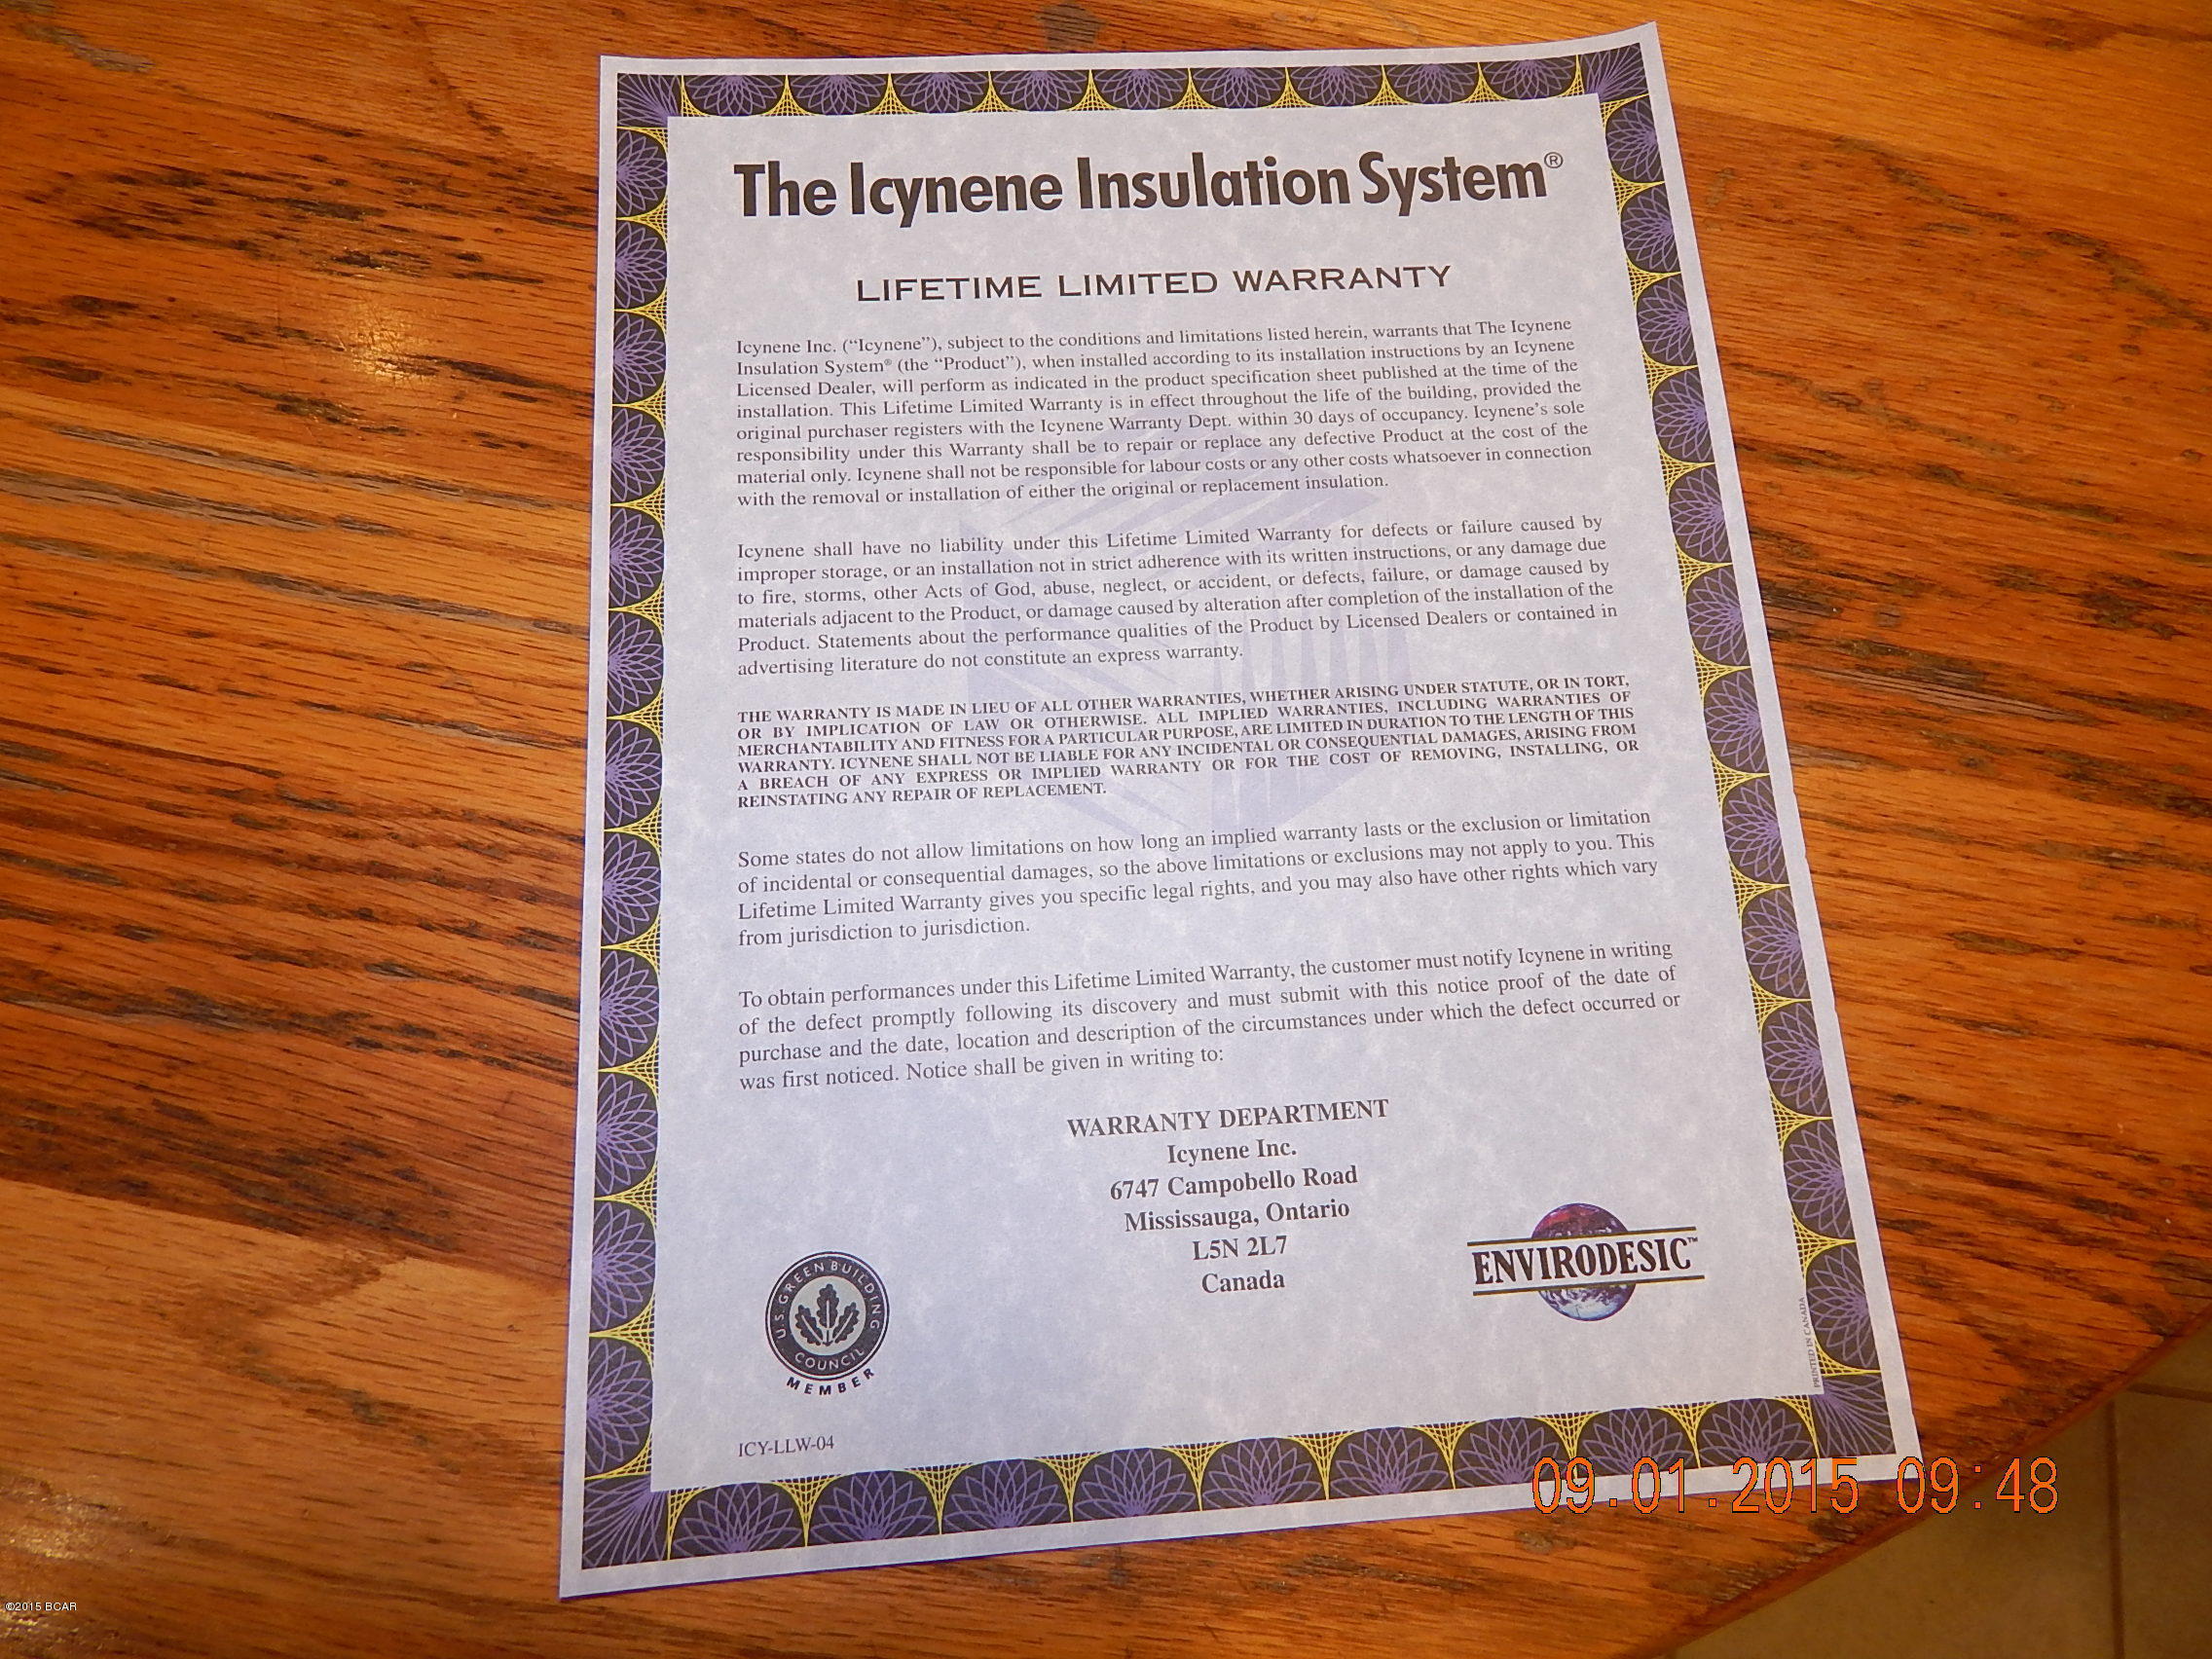 The Icynene Insulation System®
LIFETIME LIMITED WARRANTY
Icynene Inc. (“Icynene”), subject to the conditions and limitations listed herein, warrants that The Icynene
Insulation System® (the “Product”), when installed according to its installation instructions by an Icynene
Licensed Dealer, will perform as indicated in the product specification sheet published at the time of the
installation. This Lifetime Limited Warranty is in effect throughout the life of the building, provided the
original purchaser registers with the Icynene Warranty Dept. within 30 days of occupancy. Icynene’s sole
responsibility under this Warranty shall be to repair or replace any defective Product at the cost of the
material only. Icynene shall not be responsible for labour costs or any other costs whatsoever in connection
with the removal or installation of either the original or replacement insulation.
Icynene shall have no liability under this Lifetime Limited Warranty for defects or failure caused by
improper storage, or an installation not in strict adherence with its written instructions, or any damage due
to fire, storms, other Acts of God, abuse, neglect, or accident, or defects, failure, or damage caused by
materials adjacent to the Product, or damage caused by alteration after completion of the installation of the
Product. Statements about the performance qualities of the Product by Licensed Dealers or contained in
advertising literature do not constitute an express warranty.
THE WARRANTY IS MADE IN LIEU OF ALL OTHER WARRANTIES, WHETHER ARISING UNDER STATUTE, OR IN TORT,
OR BY IMPLICATION OF LAW OR OTHERWISE. ALL IMPLIED WARRANTIES, INCLUDING WARRANTIES OF
MERCHANTABILITY AND FITNESS FOR A PARTICULAR PURPOSE, ARE LIMITED IN DURATION TO THE LENGTH OF THIS
WARRANTY. ICYNENE SHALL NOT BE LIABLE FOR ANY INCIDENTAL OR CONSEQUENTIAL DAMAGES, ARISING FROM
A BREACH OF ANY EXPRESS OR IMPLIED WARRANTY OR FOR THE COST OF REMOVING, INSTALLING, OR
REINSTATING ANY REPAIR OF REPLACEMENT.
Some states do not allow limitations on how long an implied warranty lasts or the exclusion or limitation
of incidental or consequential damages, so the above limitations or exclusions may not apply to you. This
Lifetime Limited Warranty gives you specific legal rights, and you may also have other rights which vary
from jurisdiction to jurisdiction.
To obtain performances under this Lifetime Limited Warranty, the customer must notify Icynene in writing
of the defect promptly following its discovery and must submit with this notice proof of the date of
purchase and the date, location and description of the circumstances under which the defect occurred or
was first noticed. Notice shall be given in writing to:
WARRANTY DEPARTMENT
Icynene Inc.
6747 Campobello Road
Mississauga, Ontario
L5N 2L7
Canada
U.S. GREEN BUILDING COUNCIL
MEMBER
ENVIRODESIC™
PRINTED IN CANADA
ICY-LLW-04
09.01.2015 09:48
©2015 BCAR